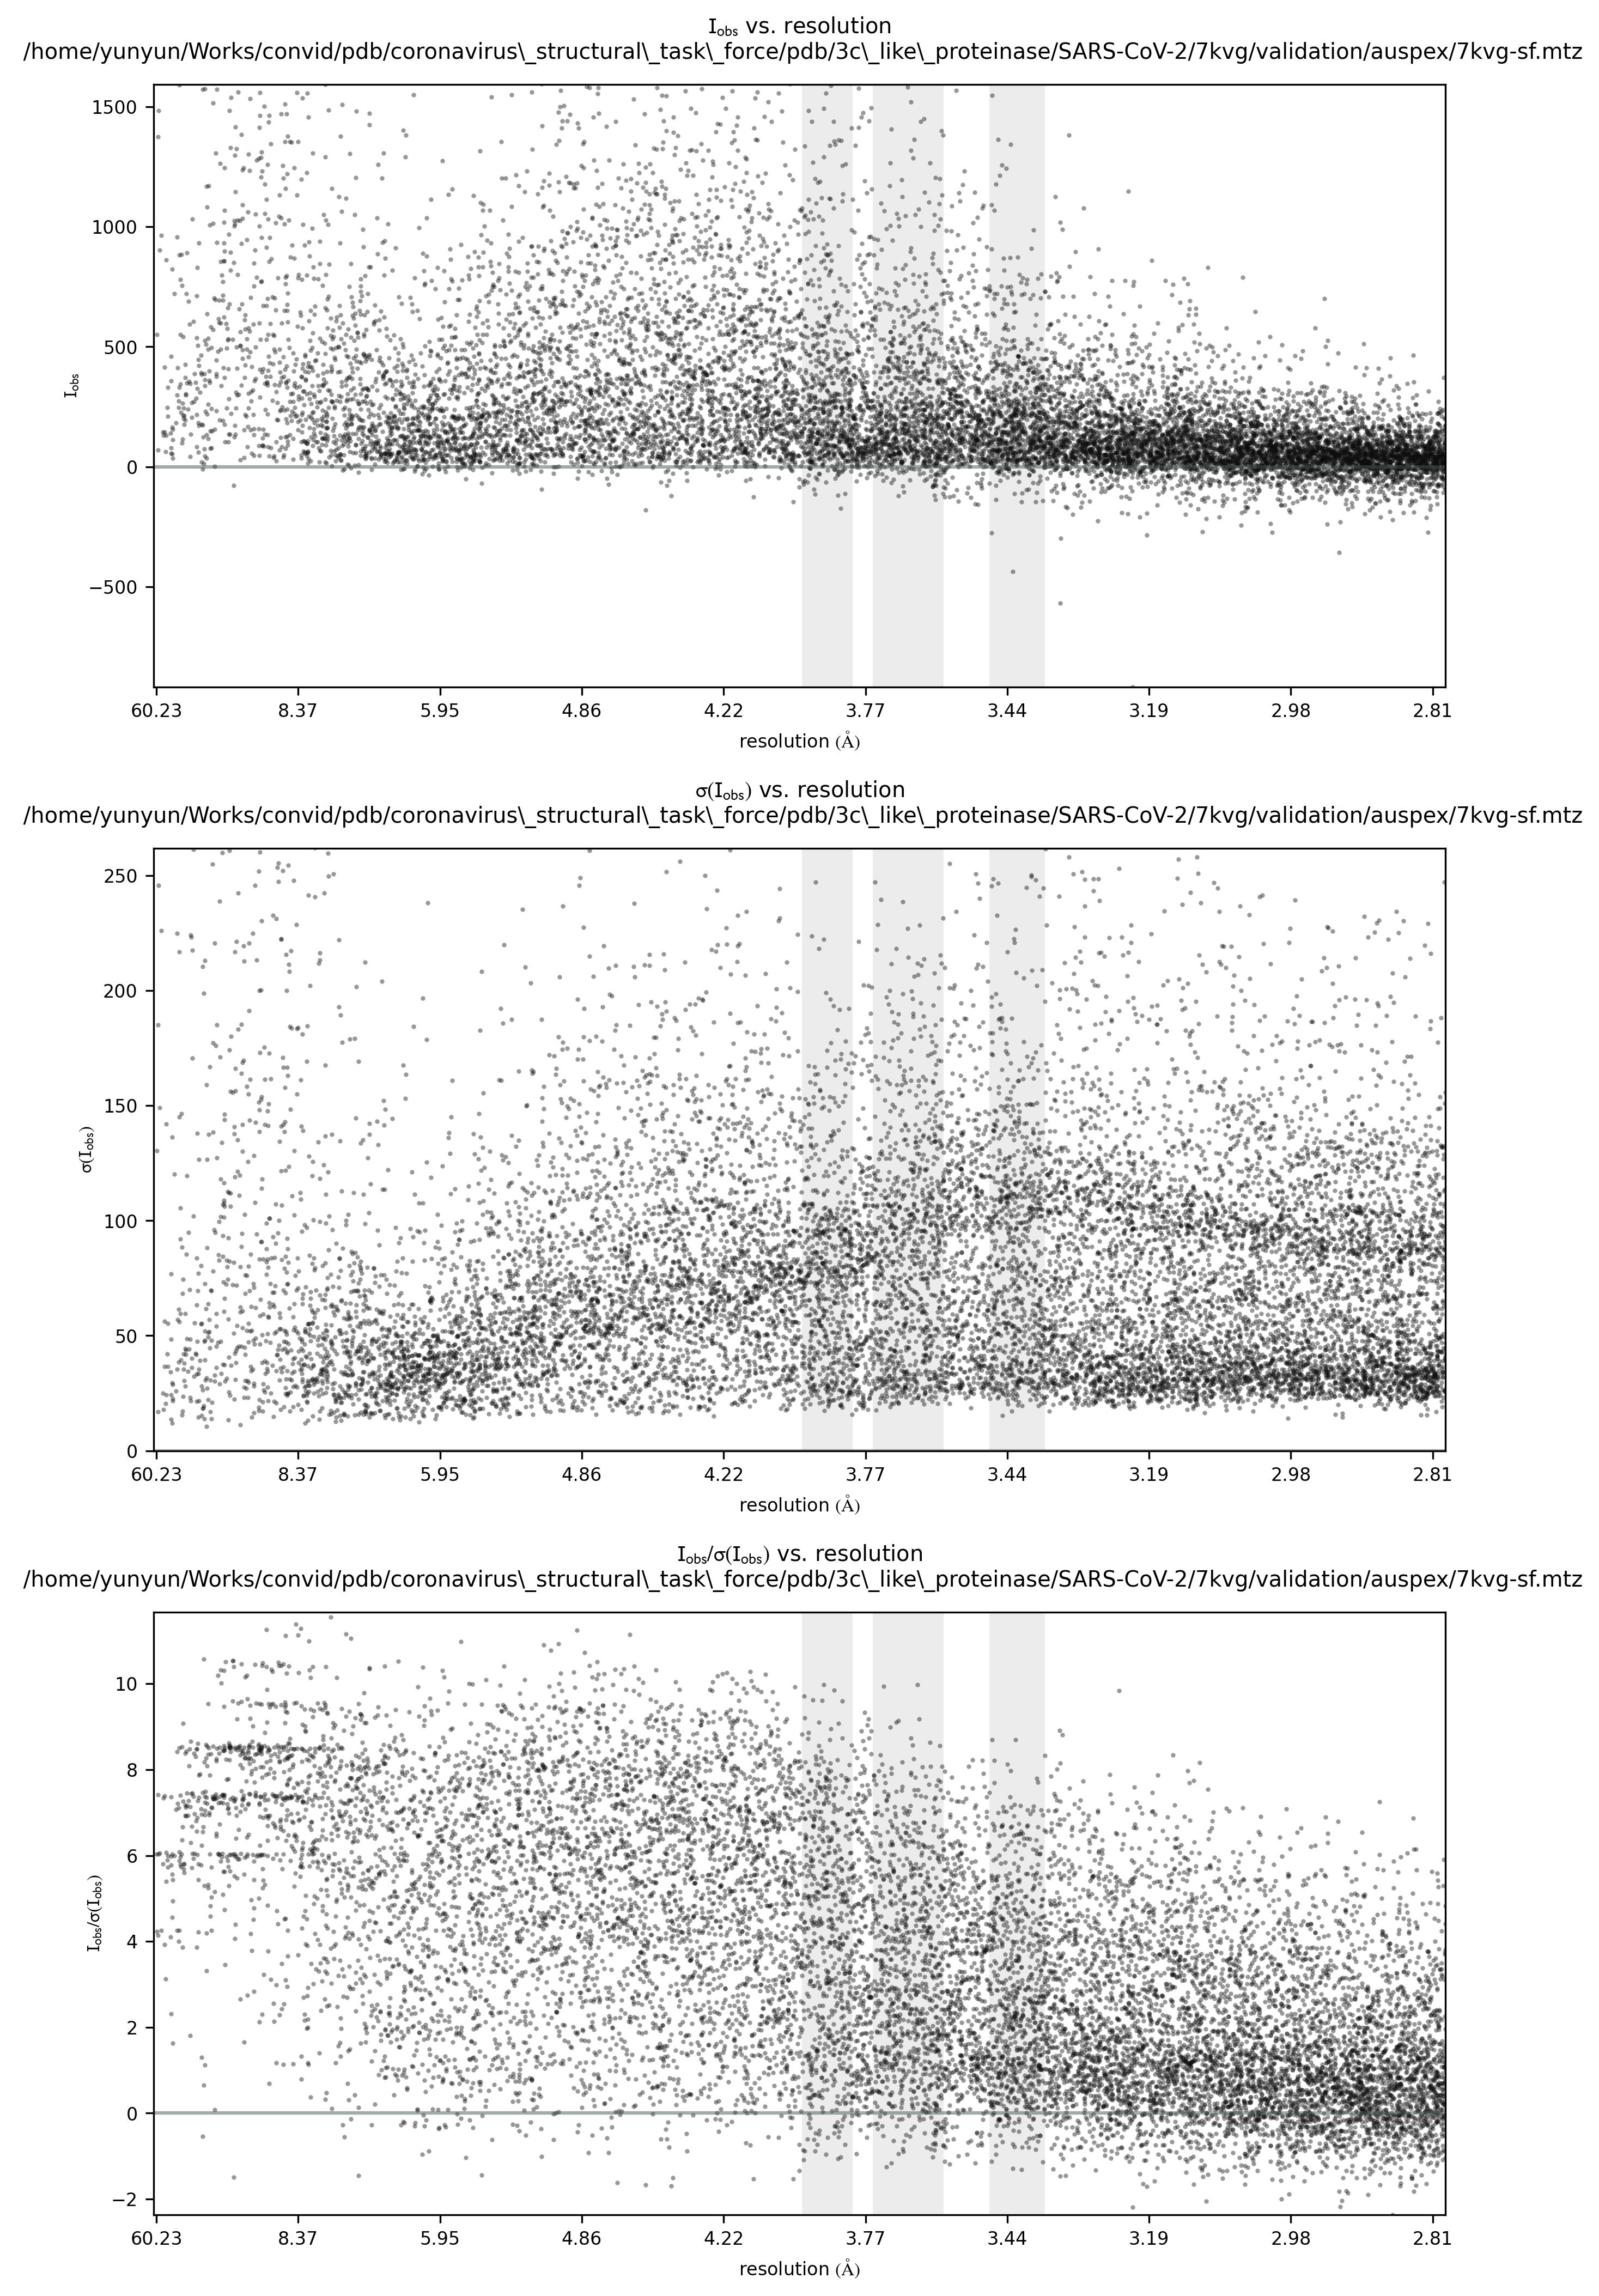 Iobs vs. resolution
/home/yunyun/Works/convid/pdb/coronavirus\_structural\_task\_force/pdb/3c\_like\_proteinase/SARS-CoV-2/7kvg/validation/auspex/7kvg-sf.mtz
1500
1000
500
0
−500
Iobs
60.23 8.37 5.95 4.86 4.22 3.77 3.44 3.19 2.98 2.81
resolution (Å)
σ(Iobs) vs. resolution
/home/yunyun/Works/convid/pdb/coronavirus\_structural\_task\_force/pdb/3c\_like\_proteinase/SARS-CoV-2/7kvg/validation/auspex/7kvg-sf.mtz
250
200
150
100
50
0
σ(Iobs)
60.23 8.37 5.95 4.86 4.22 3.77 3.44 3.19 2.98 2.81
resolution (Å)
Iobs/σ(Iobs) vs. resolution
/home/yunyun/Works/convid/pdb/coronavirus\_structural\_task\_force/pdb/3c\_like\_proteinase/SARS-CoV-2/7kvg/validation/auspex/7kvg-sf.mtz
10
8
6
4
2
0
−2
Iobs/σ(Iobs)
60.23 8.37 5.95 4.86 4.22 3.77 3.44 3.19 2.98 2.81
resolution (Å)